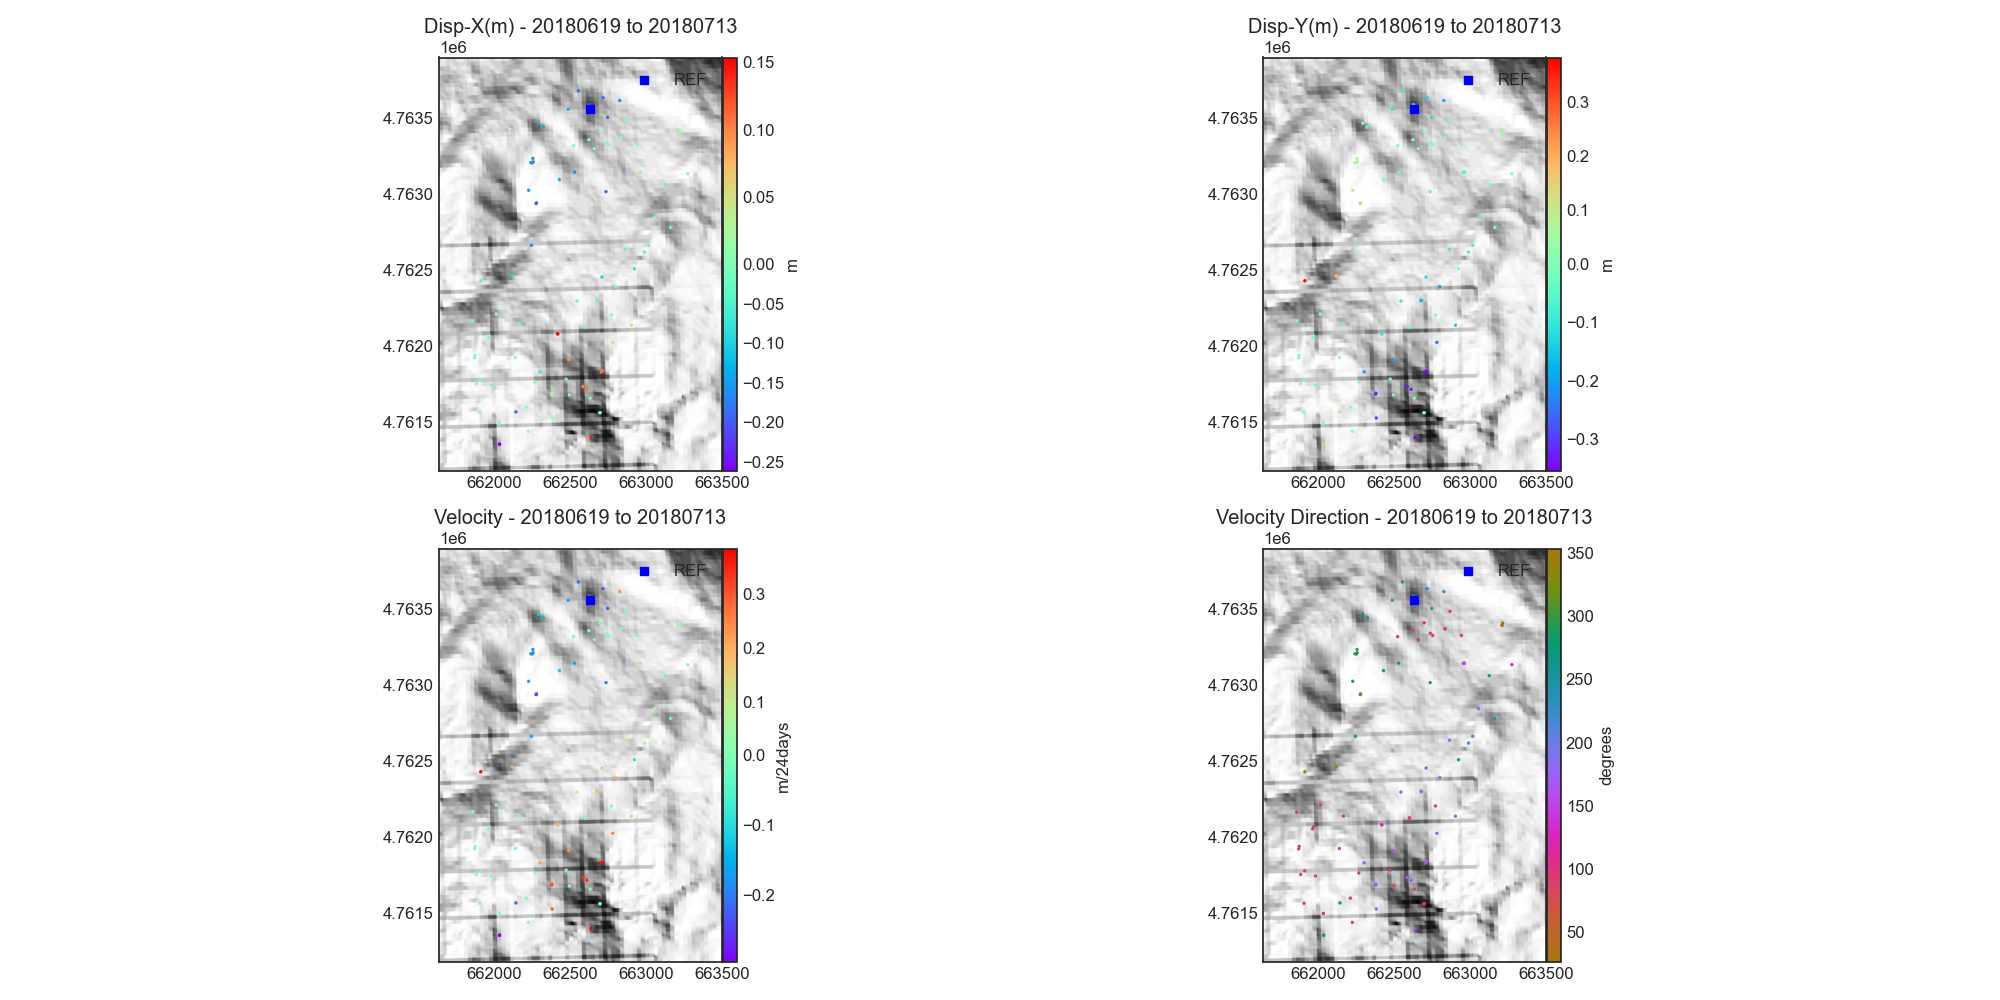 Disp-X(m) - 20180619 to 20180713
1e6
REF
4.7635
4.7630
4.7625
4.7620
4.7615
662000 662500 663000 663500
0.15
0.10
0.05
0.00
−0.05
−0.10
−0.15
−0.20
−0.25
m
Disp-Y(m) - 20180619 to 20180713
1e6
REF
4.7635
4.7630
4.7625
4.7620
4.7615
662000 662500 663000 663500
0.3
0.2
0.1
0.0
−0.1
−0.2
−0.3
m
Velocity - 20180619 to 20180713
1e6
REF
4.7635
4.7630
4.7625
4.7620
4.7615
662000 662500 663000 663500
0.3
0.2
0.1
0.0
−0.1
−0.2
m/24days
Velocity Direction - 20180619 to 20180713
1e6
REF
4.7635
4.7630
4.7625
4.7620
4.7615
662000 662500 663000 663500
350
300
250
200
150
100
50
degrees